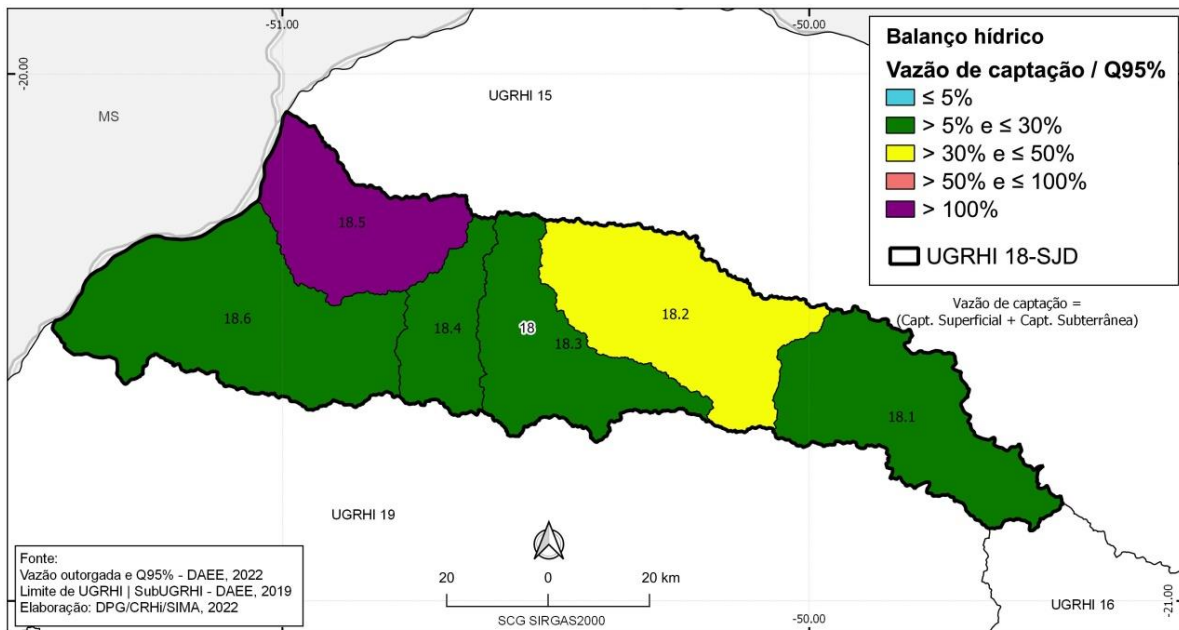 -51.00
-50.00
-20.00
MS
UGRHI 15
Balanço hídrico
Vazão de captação / Q95%
≤ 5%
> 5% e ≤ 30%
> 30% e ≤ 50%
> 50% e ≤ 100%
> 100%
UGRHI 18-SJD
Vazão de captação =
(Capt. Superficial + Capt. Subterrânea)
18.5
18.6
18.4
18
18.3
18.2
18.1
UGRHI 19
UGRHI 16
Fonte:
Vazão outorgada e Q95% - DAEE, 2022
Limite de UGRHI | SubUGRHI - DAEE, 2019
Elaboração: DPG/CRHi/SIMA, 2022
20 0 20 km
SCG SIRGAS2000
-50.00
-21.00